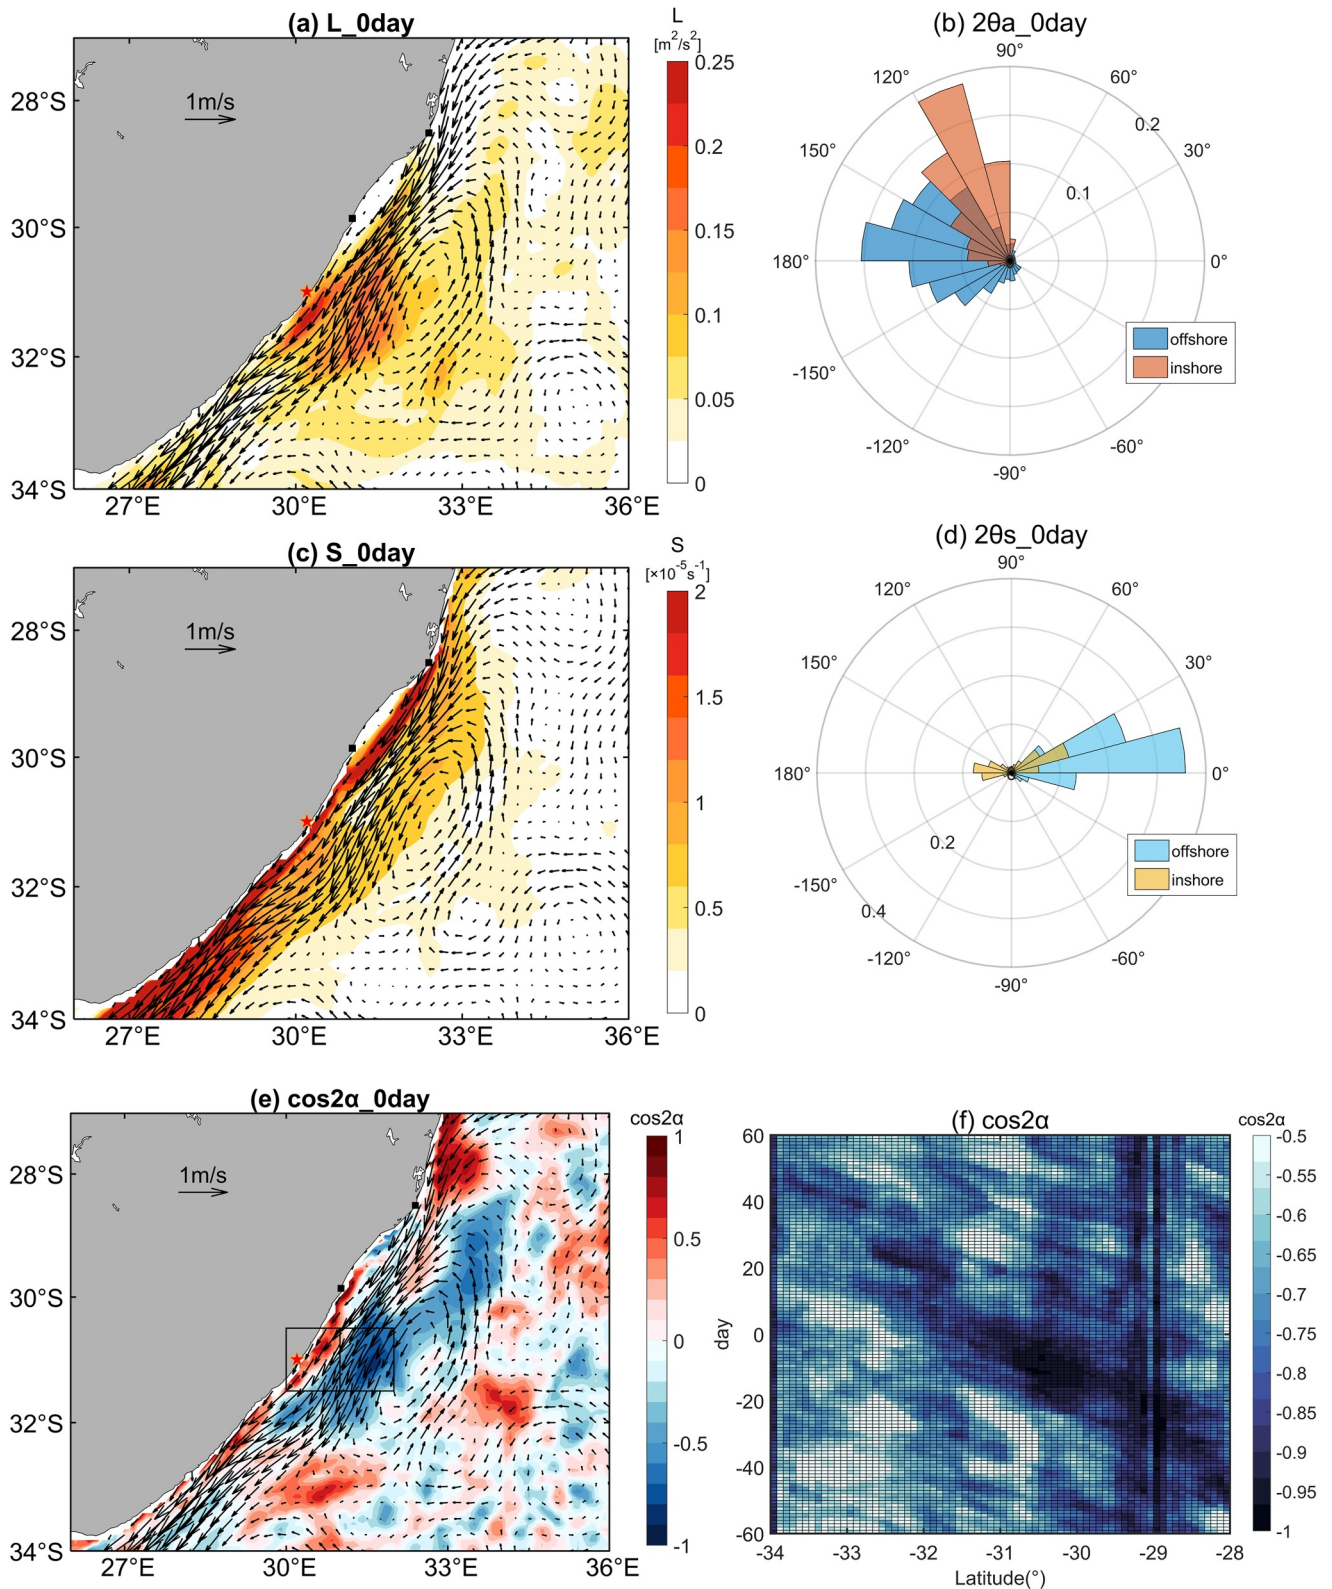 (a) L_0day
L
[m²/s²]
1m/s
28°S
30°S
32°S
34°S
27°E
30°E
33°E
36°E
0.25
0.2
0.15
0.1
0.05
0
(b) 2θa_0day
90°
120°
60°
150°
30°
180°
0°
-150°
-120°
-60°
-90°
0.2
0.1
offshore
inshore
(c) S_0day
S
[×10⁻⁵s⁻¹]
1m/s
28°S
30°S
32°S
34°S
27°E
30°E
33°E
36°E
2
1.5
1
0.5
0
(d) 2θs_0day
90°
120°
60°
150°
30°
180°
0°
-150°
-120°
-60°
-90°
0.2
0.4
offshore
inshore
(e) cos2α_0day
cos2α
1m/s
28°S
30°S
32°S
34°S
27°E
30°E
33°E
36°E
1
0.5
0
-0.5
-1
(f) cos2α
cos2α
day
60
40
20
0
-20
-40
-60
-34
-33
-32
-31
-30
-29
-28
Latitude(°)
-0.5
-0.55
-0.6
-0.65
-0.7
-0.75
-0.8
-0.85
-0.9
-0.95
-1